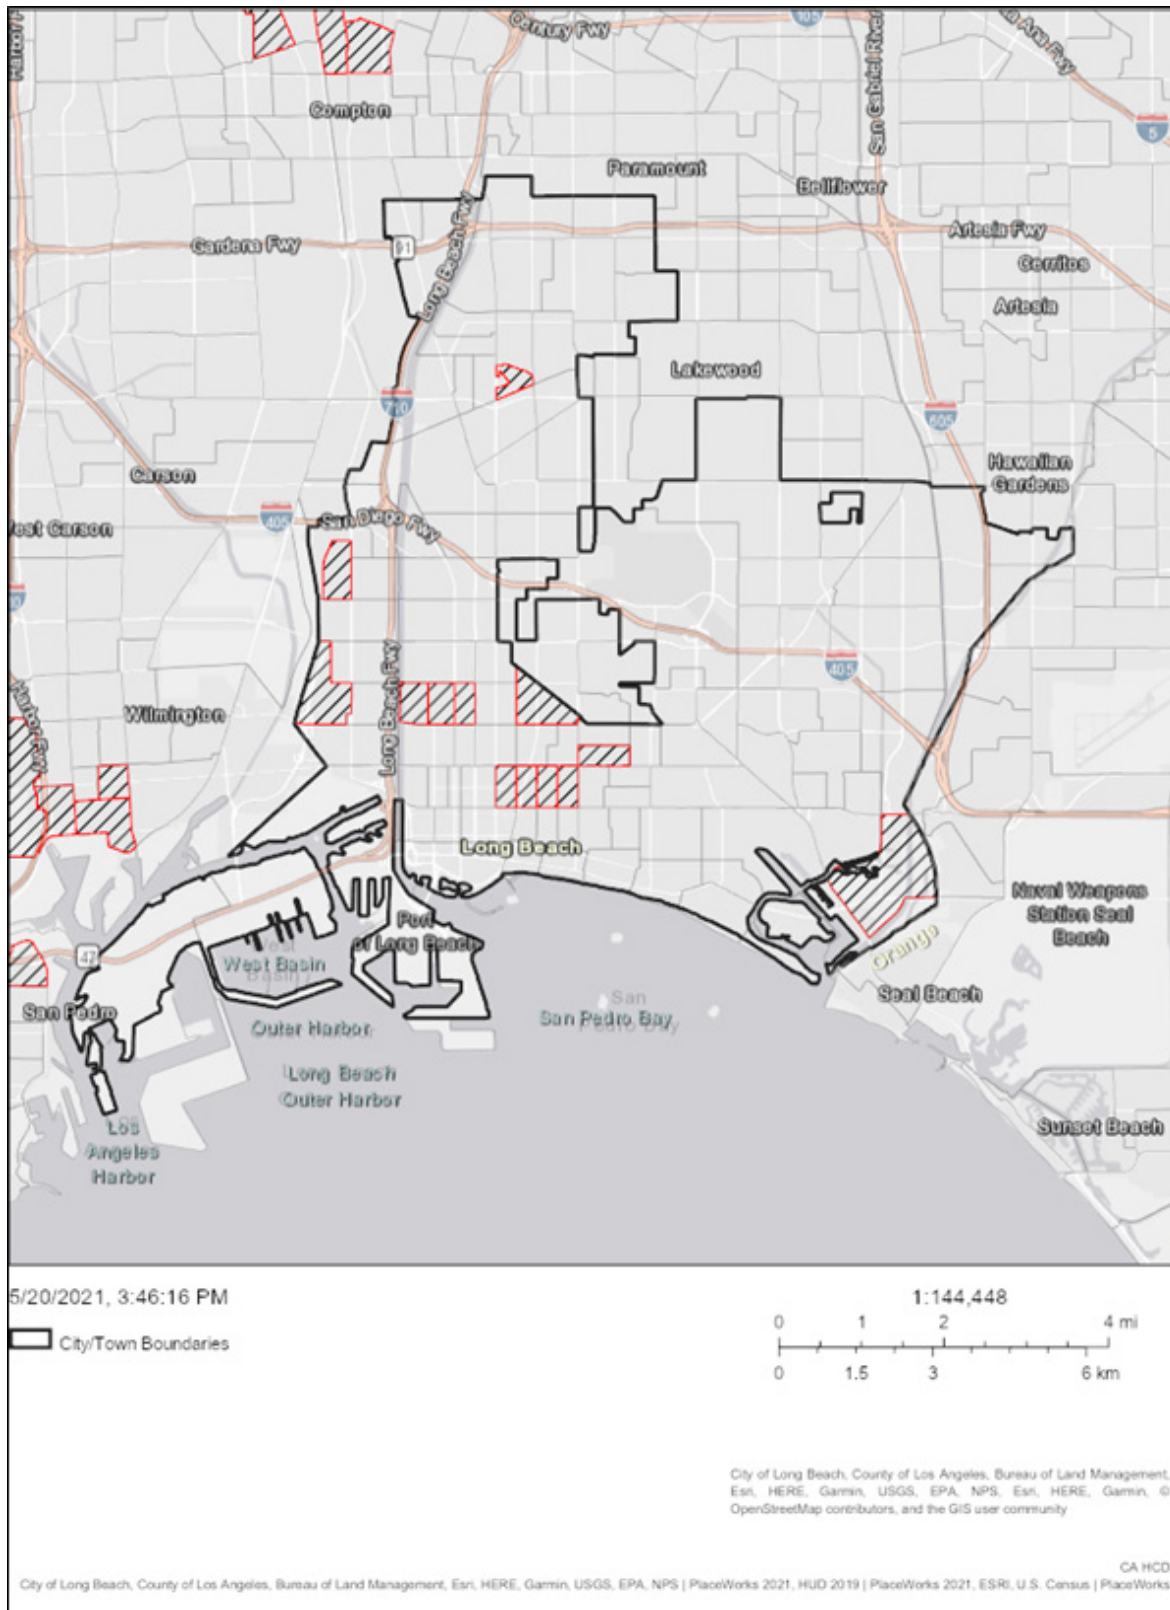 Century Fwy
105
San Gabriel River
Santa Ana Fwy
5
Compton
Paramount
Bellflower
Long Beach Fwy
Gardena Fwy
91
Artesia Fwy
Cerritos
Artesia
Lakewood
710
605
Carson
Hawaiian
Gardens
405
San Diego Fwy
est Carson
Long Beach Fwy
405
Harbor Fwy
Wilmington
Long Beach
Naval Weapons
Station Seal
Beach
Port
of Long Beach
47
West Basin
Orange
Seal Beach
San Pedro
Outer Harbor
San Pedro Bay
Long Beach
Outer Harbor
Los
Angeles
Harbor
Sunset Beach
5/20/2021, 3:46:16 PM
1:144,448
0 1 2 4 mi
City/Town Boundaries
0 1.5 3 6 km
City of Long Beach, County of Los Angeles, Bureau of Land Management,
Esri, HERE, Garmin, USGS, EPA, NPS, Esri, HERE, Garmin, ©
OpenStreetMap contributors, and the GIS user community
CA HCD
City of Long Beach, County of Los Angeles, Bureau of Land Management, Esri, HERE, Garmin, USGS, EPA, NPS | PlaceWorks 2021, HUD 2019 | PlaceWorks 2021, ESRI, U.S. Census | PlaceWorks